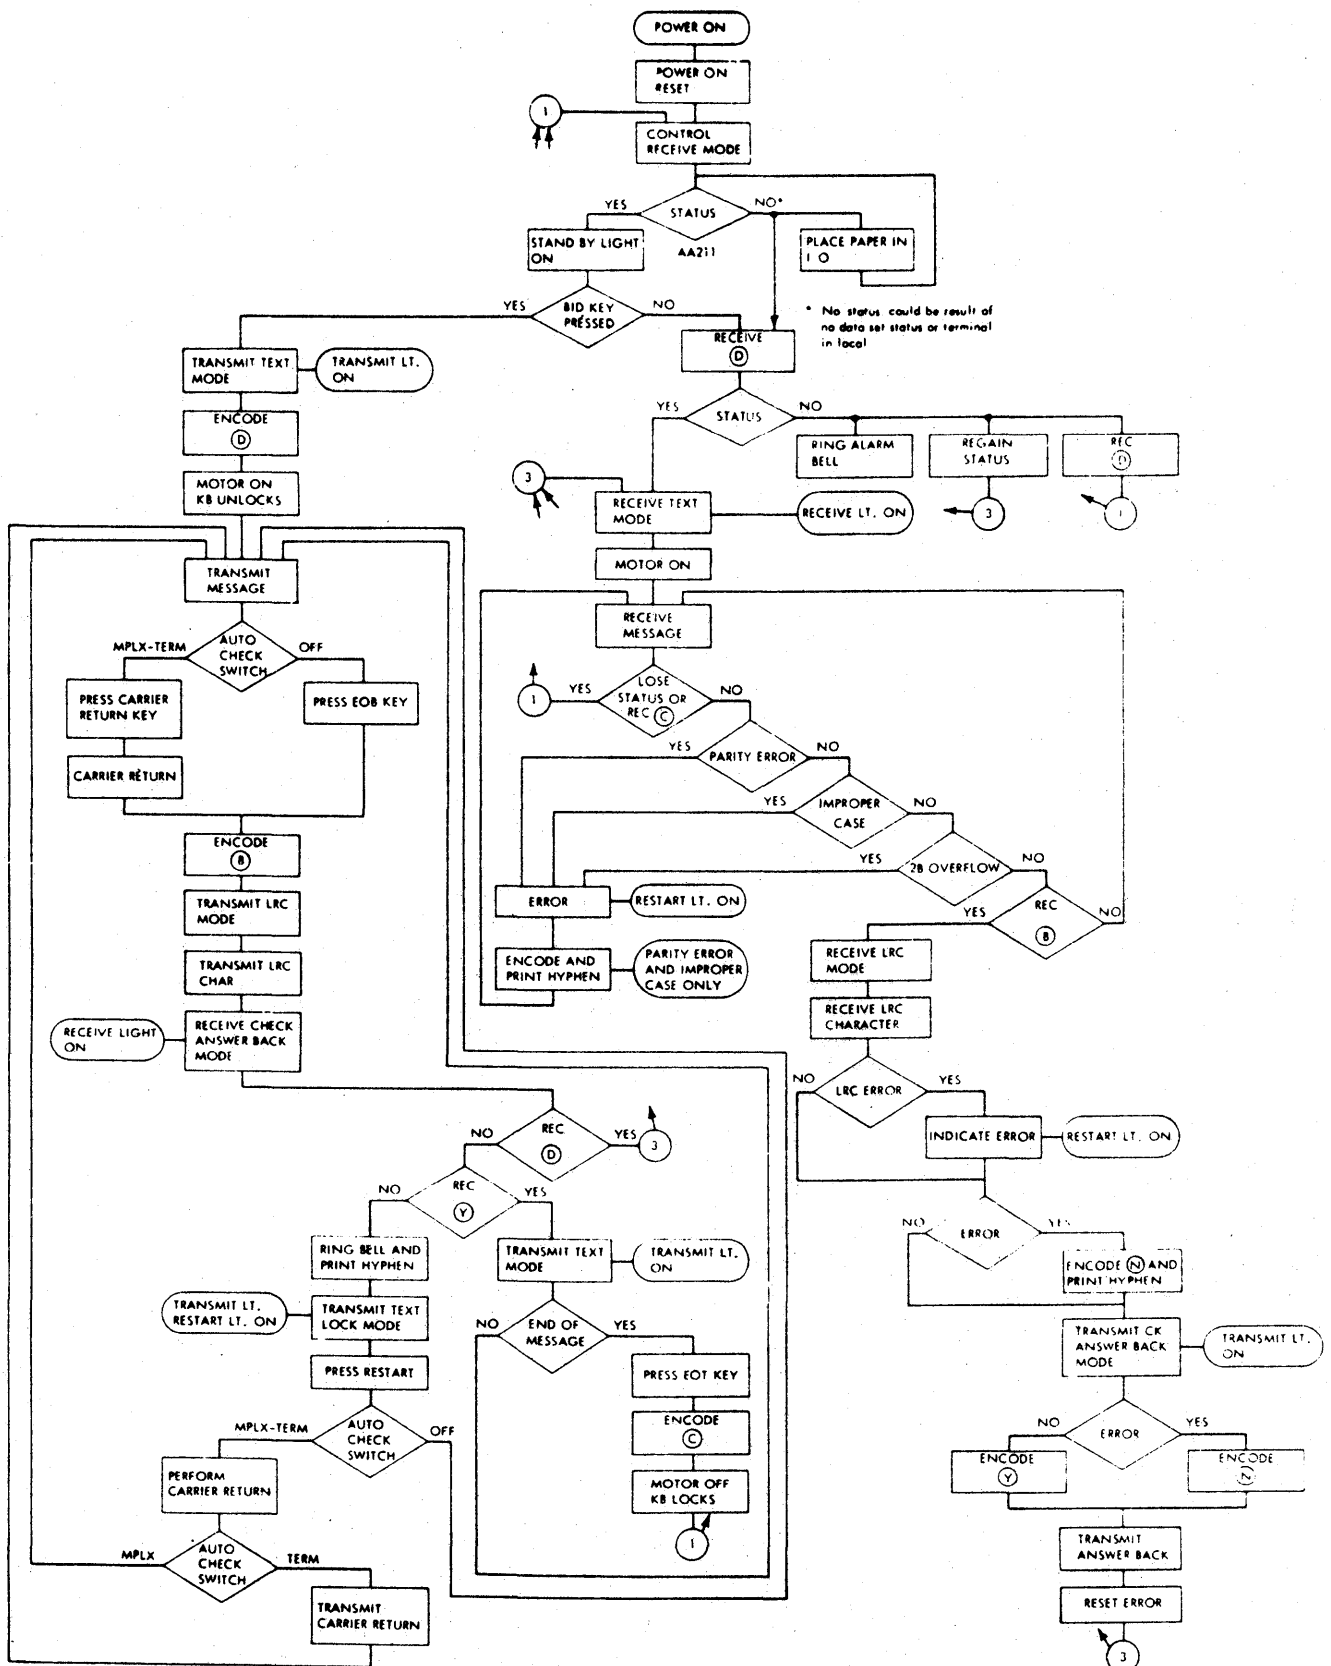 POWER ON
POWER ON
RESET
1
CONTROL
RECEIVE MODE
YES
STATUS
NO*
AA211
STAND BY LIGHT
ON
PLACE PAPER IN
I O
* No status could be result of
no data set status or terminal
in local
YES
BID KEY
PRESSED
NO
RECEIVE
D
TRANSMIT TEXT
MODE
TRANSMIT LT.
ON
YES
STATUS
NO
ENCODE
D
RING ALARM
BELL
REGAIN
STATUS
REC
D
MOTOR ON
KB UNLOCKS
3
RECEIVE TEXT
MODE
RECEIVE LT. ON
3
1
TRANSMIT
MESSAGE
MOTOR ON
RECEIVE
MESSAGE
MPLX-TERM
AUTO
CHECK
SWITCH
OFF
PRESS CARRIER
RETURN KEY
PRESS EOB KEY
1
YES
LOSE
STATUS OR
REC C
NO
CARRIER RETURN
YES
PARITY ERROR
NO
YES
IMPROPER
CASE
NO
ENCODE
B
YES
2B OVERFLOW
NO
TRANSMIT LRC
MODE
ERROR
RESTART LT. ON
YES
REC
B
NO
TRANSMIT LRC
CHAR
ENCODE AND
PRINT HYPHEN
PARITY ERROR
AND IMPROPER
CASE ONLY
RECEIVE LRC
MODE
RECEIVE LRC
CHARACTER
RECEIVE LIGHT
ON
RECEIVE CHECK
ANSWER BACK
MODE
NO
LRC ERROR
YES
INDICATE ERROR
RESTART LT. ON
NO
REC
D
YES
3
NO
REC
Y
YES
NO
ERROR
YES
RING BELL AND
PRINT HYPHEN
TRANSMIT TEXT
MODE
TRANSMIT LT.
ON
ENCODE N AND
PRINT HYPHEN
TRANSMIT LT.
RESTART LT. ON
TRANSMIT TEXT
LOCK MODE
NO
END OF
MESSAGE
YES
TRANSMIT CK
ANSWER BACK
MODE
TRANSMIT LT.
ON
PRESS RESTART
PRESS EOT KEY
MPLX-TERM
AUTO
CHECK
SWITCH
OFF
ENCODE
C
NO
ERROR
YES
PERFORM
CARRIER RETURN
MOTOR OFF
KB LOCKS
ENCODE
Y
ENCODE
N
1
MPLX
AUTO
CHECK
SWITCH
TERM
TRANSMIT
ANSWER BACK
TRANSMIT
CARRIER RETURN
RESET ERROR
3